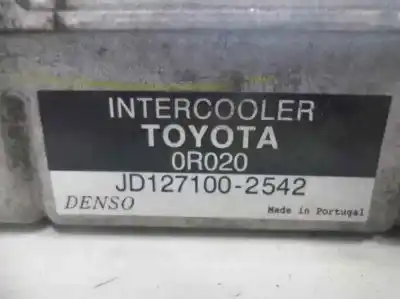 INTERCOOLER
TOYOTA
0R020
JD127100-2542
DENSO Made in Portugal